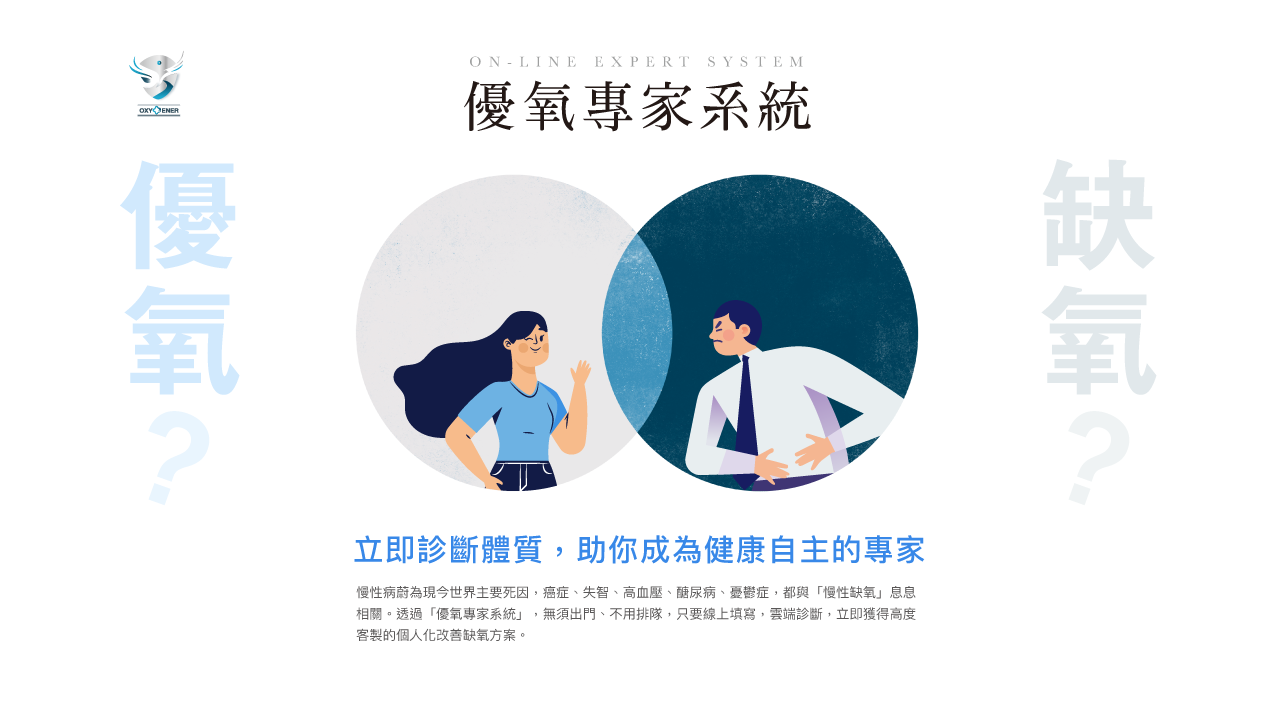 OXYGENER
ON-LINE EXPERT SYSTEM
優氧專家系統
優氧?
缺氧?
立即診斷體質，助你成為健康自主的專家
慢性病蔚為現今世界主要死因，癌症、失智、高血壓、醣尿病、憂鬱症，都與「慢性缺氧」息息
相關。透過「優氧專家系統」，無須出門、不用排隊，只要線上填寫，雲端診斷，立即獲得高度
客製的個人化改善缺氧方案。